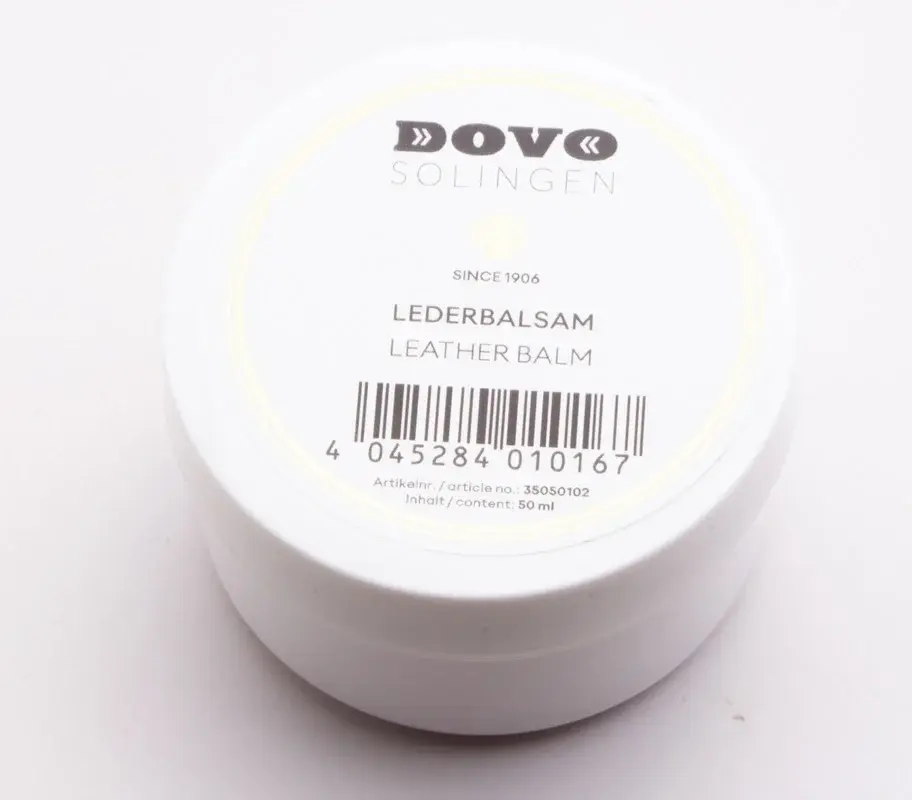 DOVO
SOLINGEN
SINCE 1906
LEDERBALSAM
LEATHER BALM
4 045284 010167
Artikelnr. / article no.: 35050102
Inhalt / content: 50 ml